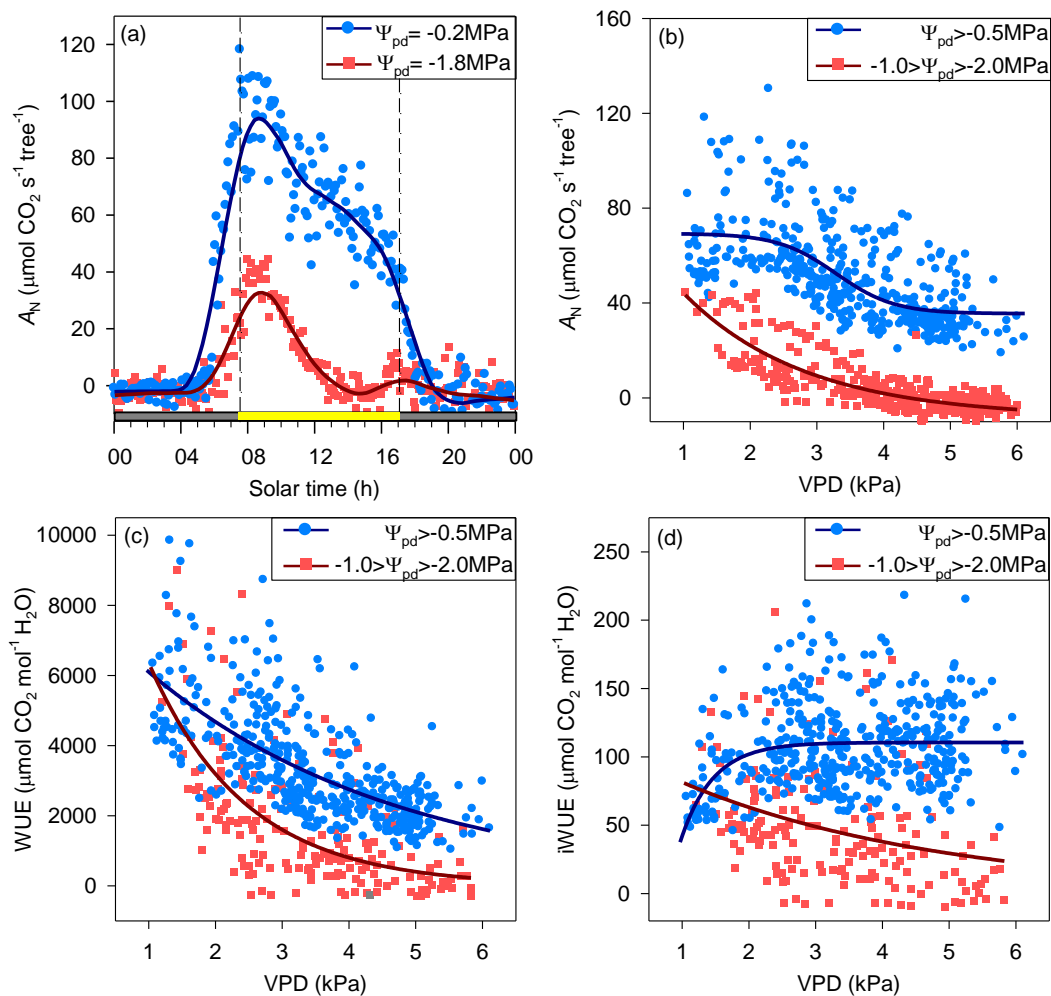 (a)
Ψpd= -0.2MPa
Ψpd= -1.8MPa
AN (µmol CO2 s-1 tree-1)
120
100
80
60
40
20
0
00 04 08 12 16 20 00
Solar time (h)
(b)
Ψpd>-0.5MPa
-1.0>Ψpd>-2.0MPa
AN (µmol CO2 s-1 tree-1)
160
120
80
40
0
1 2 3 4 5 6
VPD (kPa)
(c)
Ψpd>-0.5MPa
-1.0>Ψpd>-2.0MPa
WUE (µmol CO2 mol-1 H2O)
10000
8000
6000
4000
2000
0
1 2 3 4 5 6
VPD (kPa)
(d)
Ψpd>-0.5MPa
-1.0>Ψpd>-2.0MPa
iWUE (µmol CO2 mol-1 H2O)
250
200
150
100
50
0
1 2 3 4 5 6
VPD (kPa)